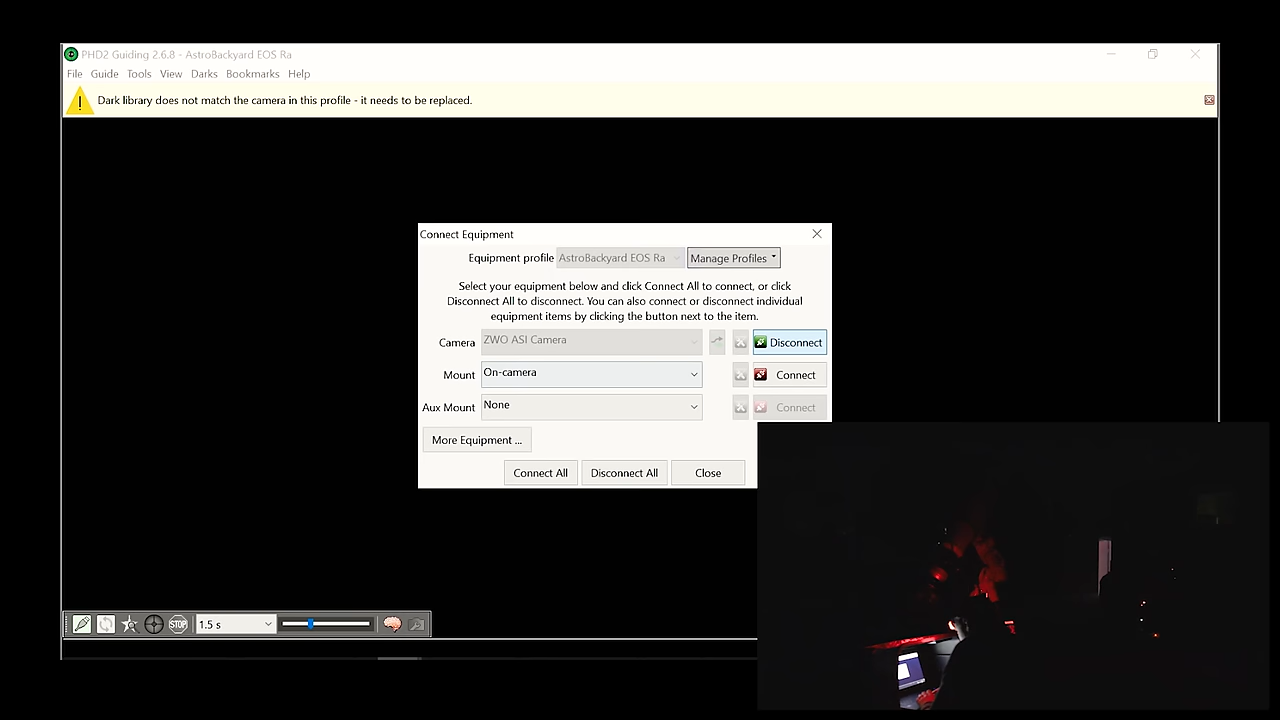 PHD2 Guiding 2.6.8 - AstroBackyard EOS Ra
File Guide Tools View Darks Bookmarks Help
Dark library does not match the camera in this profile - it needs to be replaced.
Connect Equipment
Equipment profile AstroBackyard EOS Ra Manage Profiles
Select your equipment below and click Connect All to connect, or click
Disconnect All to disconnect. You can also connect or disconnect individual
equipment items by clicking the button next to the item.
Camera ZWO ASI Camera Disconnect
Mount On-camera Connect
Aux Mount None Connect
More Equipment ...
Connect All Disconnect All Close
STOP 1.5 s